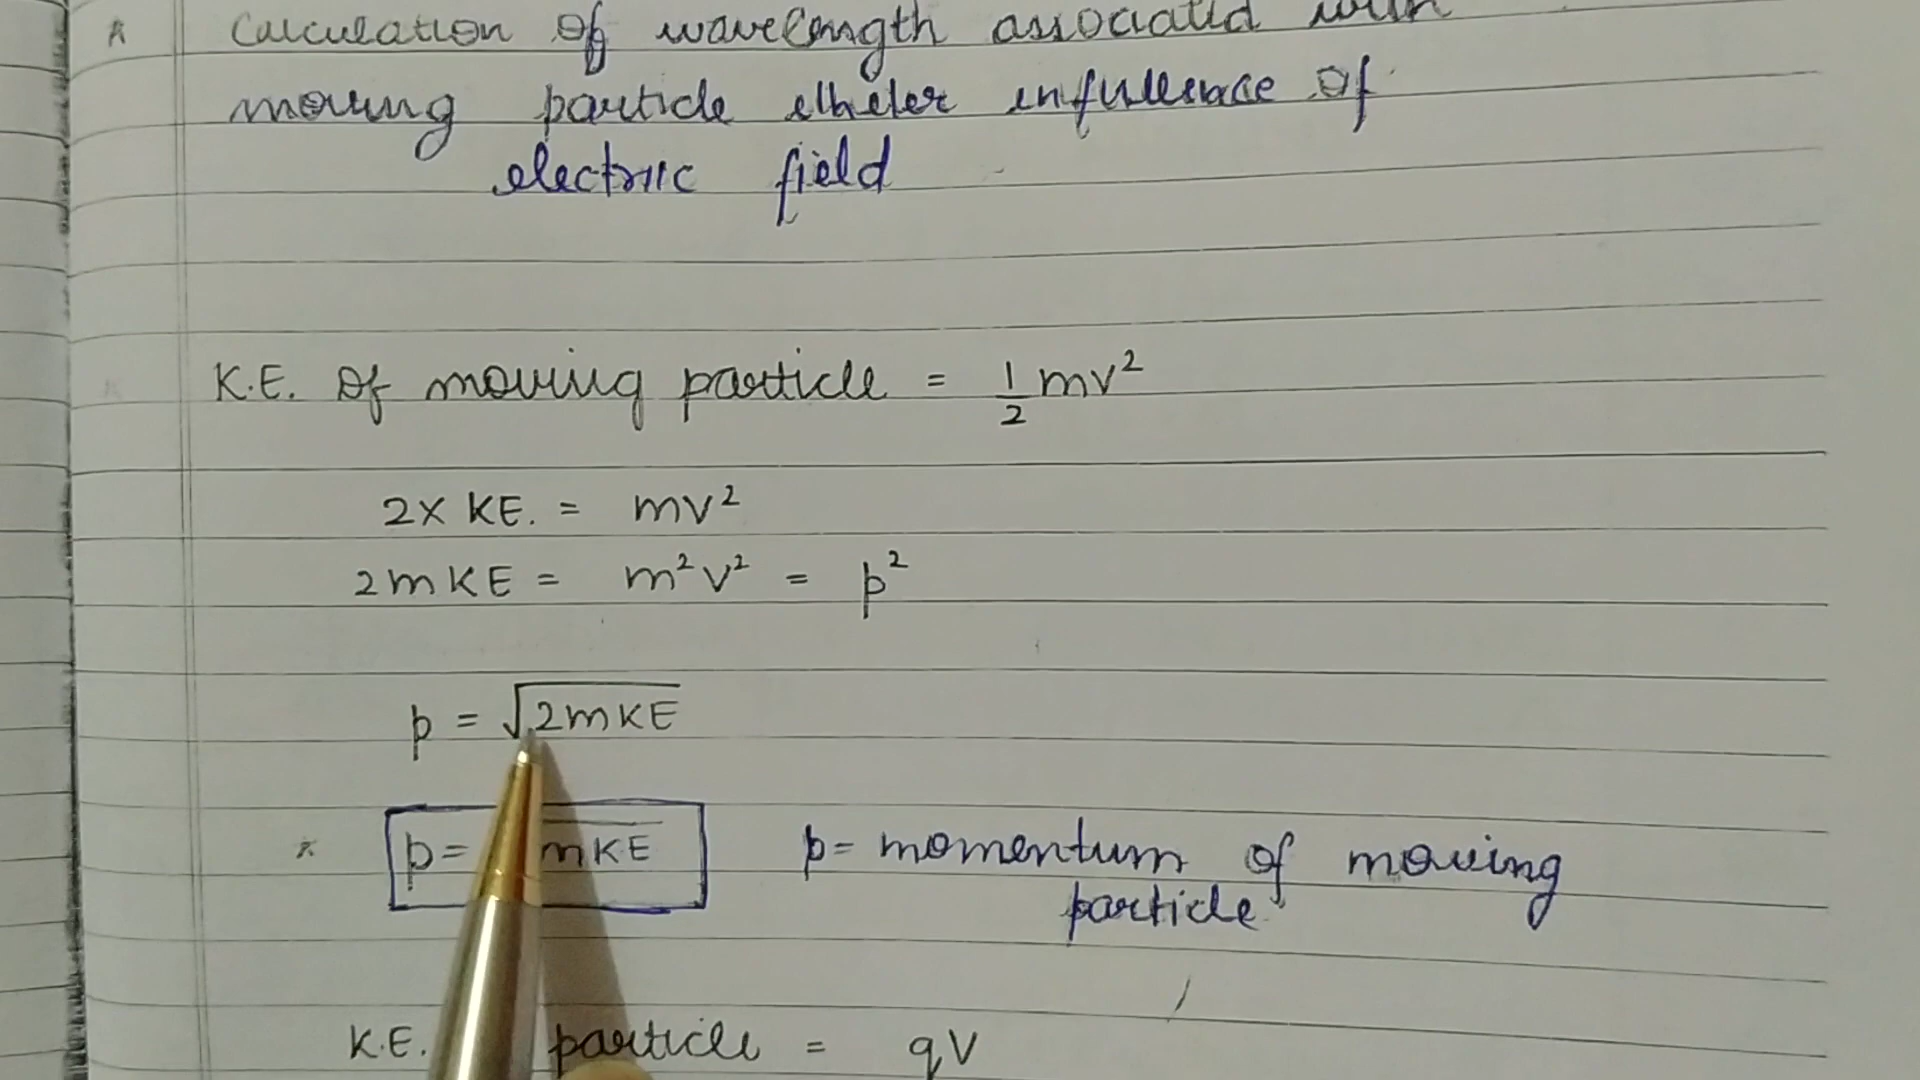 Calculation of wavelength associated with
moving particle under influence of
electric field
K.E. Of moving particle = 1/2 mv²
2x KE. = mv²
2mKE = m²v² = p²
p = √2mKE
p = mKE p = momentum of moving
particle
K.E. particle = qV